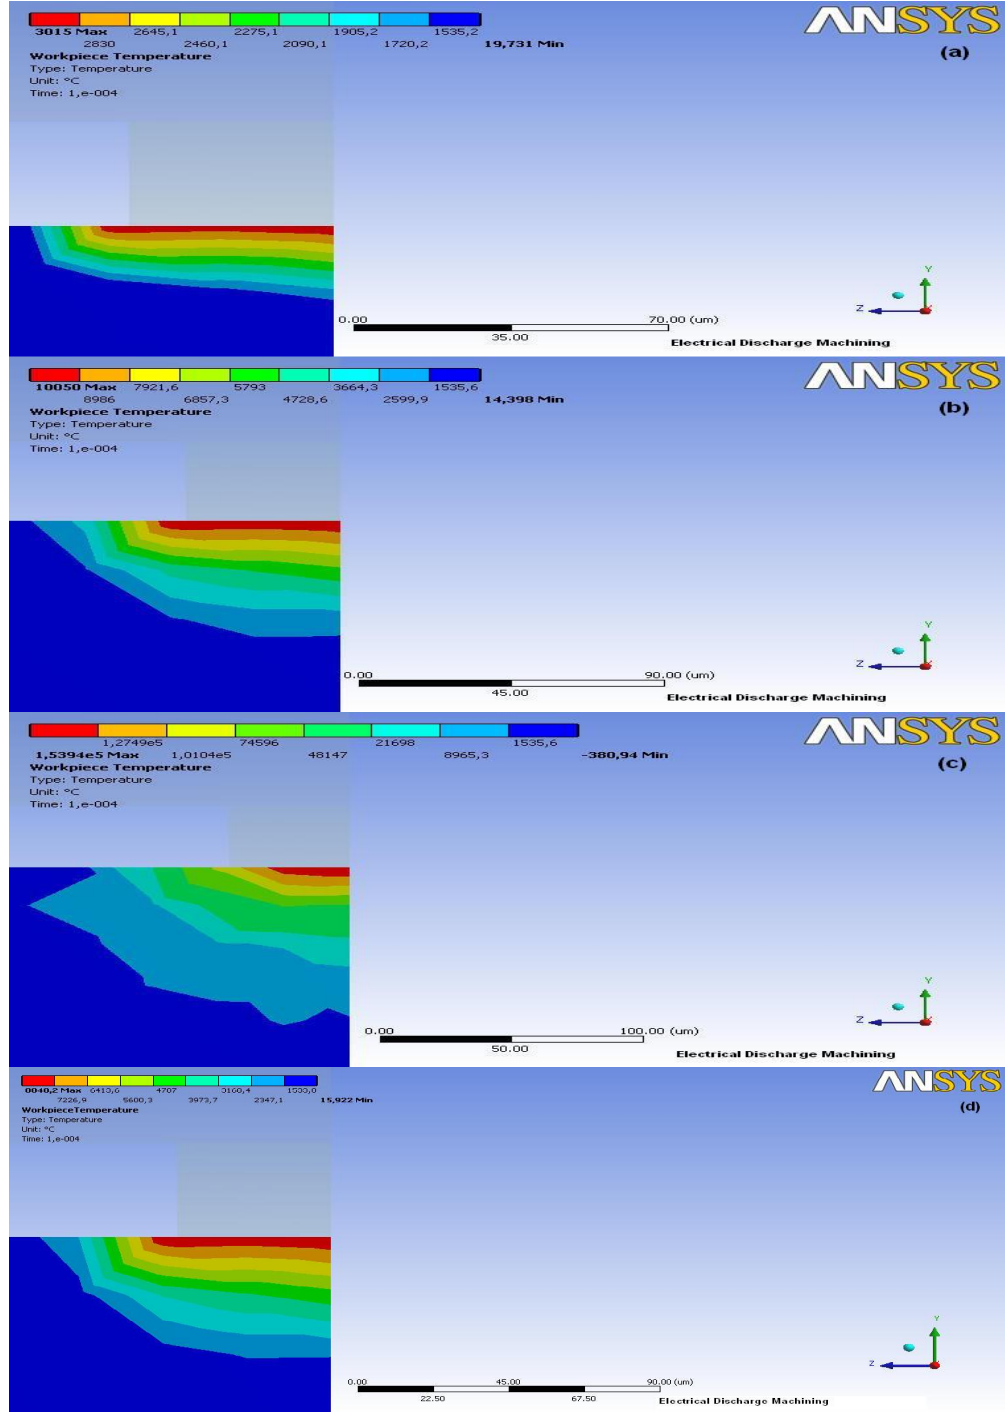 ANSYS
(a)
3015 Max 2645,1 2275,1 1905,2 1535,2
2830 2460,1 2090,1 1720,2 19,731 Min
Workpiece Temperature
Type: Temperature
Unit: °C
Time: 1,e-004
Y
Z
0.00 70.00 (um)
35.00
Electrical Discharge Machining
ANSYS
(b)
10050 Max 7921,6 5793 3664,3 1535,6
8986 6857,3 4728,6 2599,9 14,398 Min
Workpiece Temperature
Type: Temperature
Unit: °C
Time: 1,e-004
Y
Z
0.00 90.00 (um)
45.00
Electrical Discharge Machining
ANSYS
(c)
1,2749e5 74596 21698 1535,6
1,5394e5 Max 1,0104e5 48147 8965,3 -380,94 Min
Workpiece Temperature
Type: Temperature
Unit: °C
Time: 1,e-004
Y
Z
0.00 100.00 (um)
50.00
Electrical Discharge Machining
ANSYS
(d)
Max 6413,6 4707
7226,9 5600,3 3973,7 2347,1 15,922 Min
WorkpieceTemperature
Type: Temperature
Unit: °C
Time: 1,e-004
Y
Z
0.00 45.00 90.00 (um)
22.50 67.50
Electrical Discharge Machining